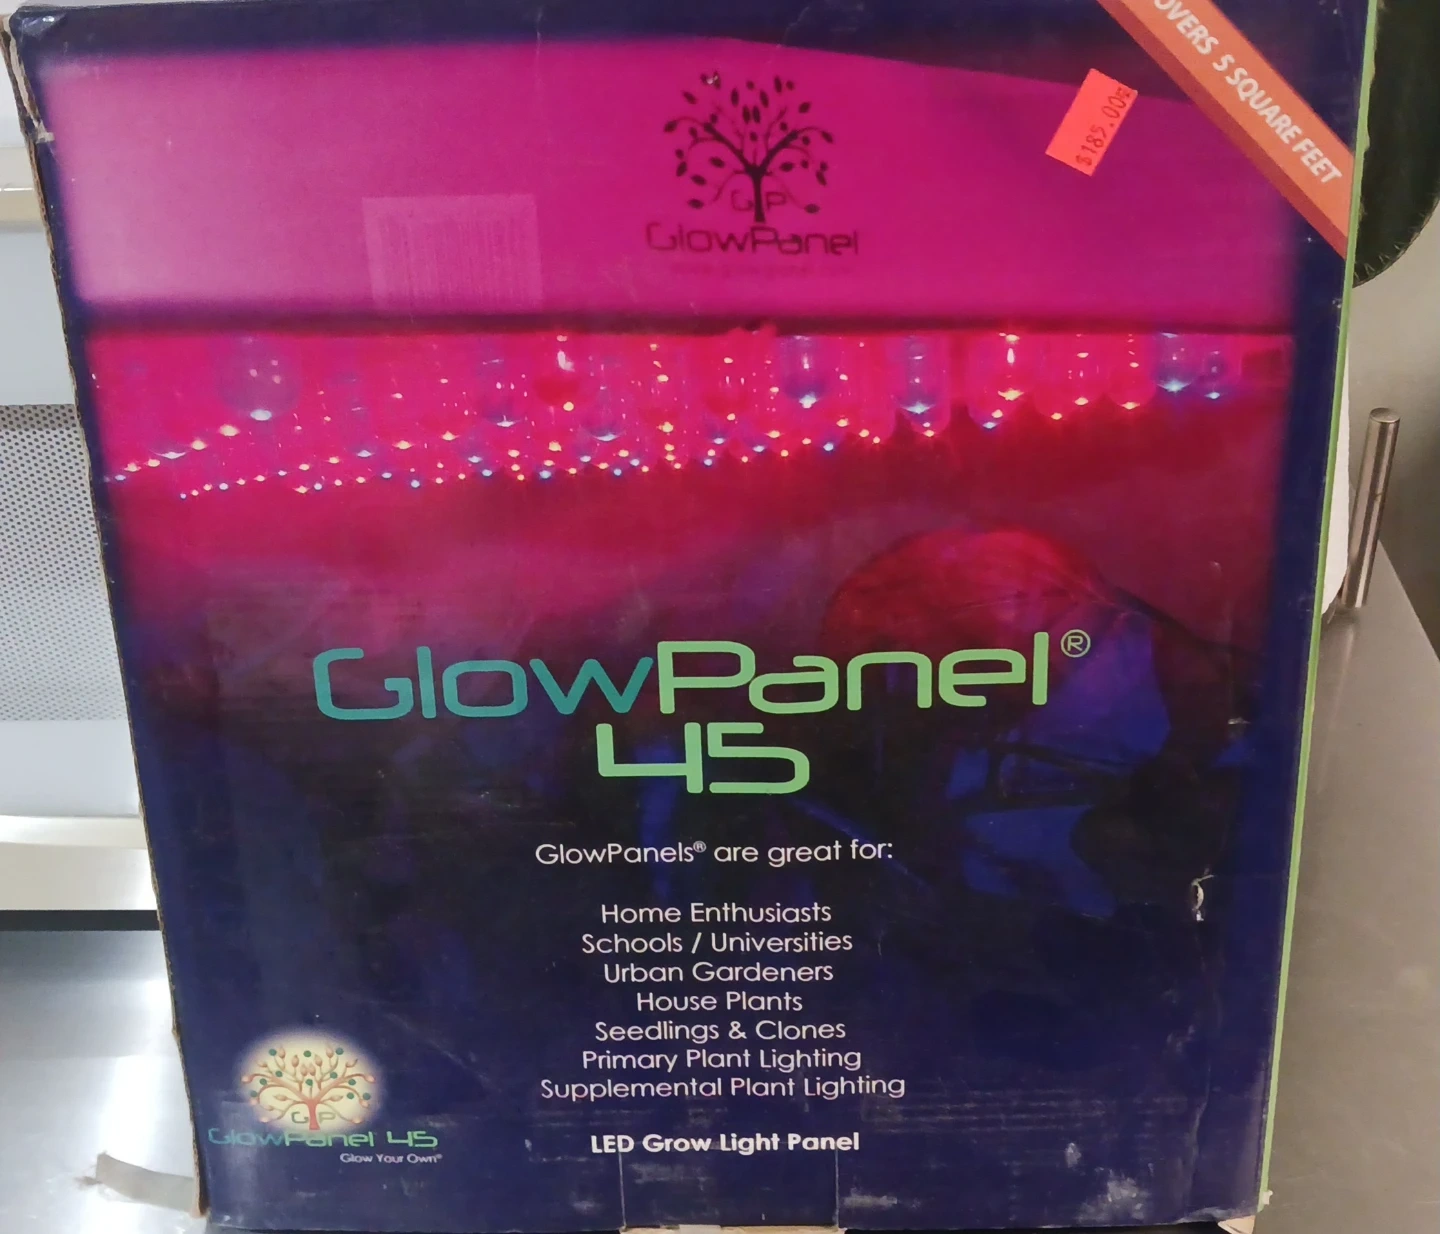 OVERS 5 SQUARE FEET
$185.00
GP
GlowPanel
GlowPanel®
45
GlowPanels® are great for:
Home Enthusiasts
Schools / Universities
Urban Gardeners
House Plants
Seedlings & Clones
Primary Plant Lighting
Supplemental Plant Lighting
LED Grow Light Panel
GP
GlowPanel 45
Glow Your Own®